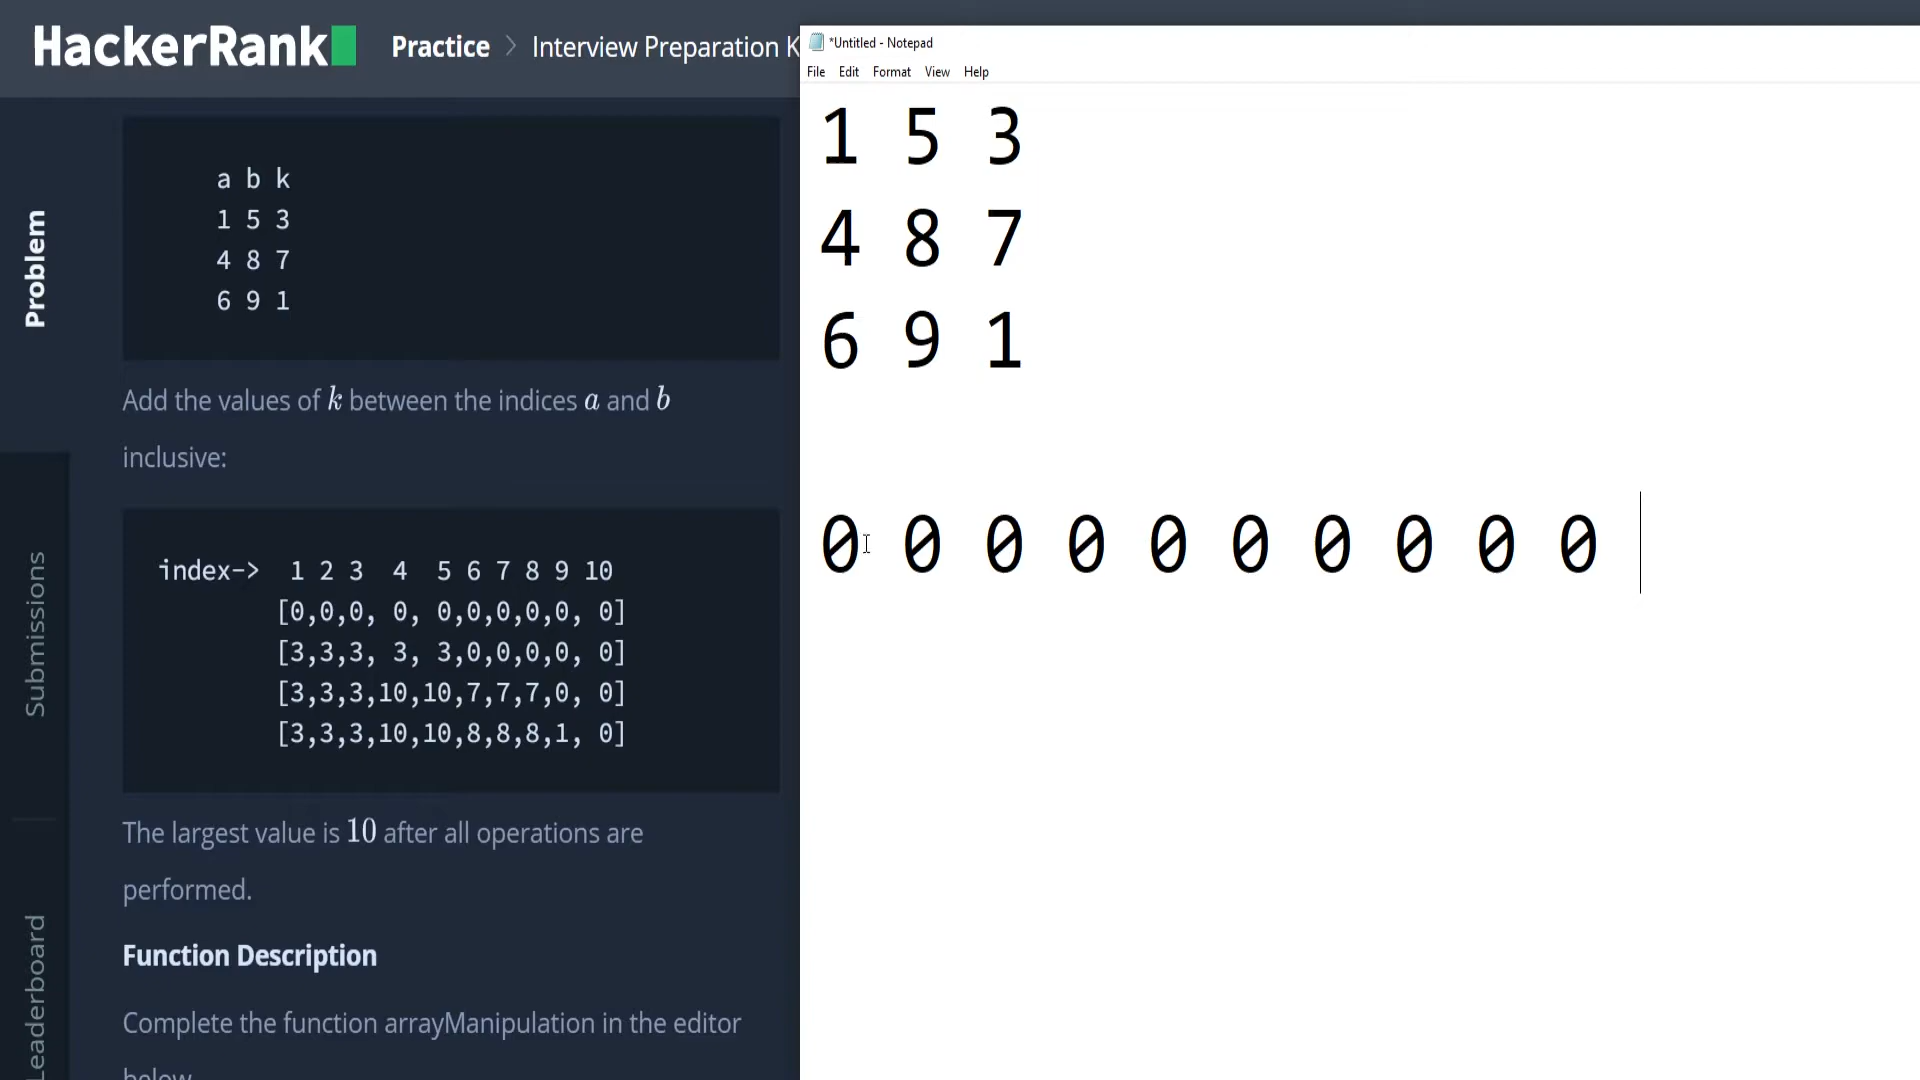 HackerRank Practice > Interview Preparation K
Problem
Submissions
Leaderboard
a b k
1 5 3
4 8 7
6 9 1
Add the values of k between the indices a and b
inclusive:
index-> 1 2 3 4 5 6 7 8 9 10
[0,0,0, 0, 0,0,0,0,0, 0]
[3,3,3, 3, 3,0,0,0,0, 0]
[3,3,3,10,10,7,7,7,0, 0]
[3,3,3,10,10,8,8,8,1, 0]
The largest value is 10 after all operations are
performed.
Function Description
Complete the function arrayManipulation in the editor
below
*Untitled - Notepad
File Edit Format View Help
1 5 3
4 8 7
6 9 1
0 0 0 0 0 0 0 0 0 0